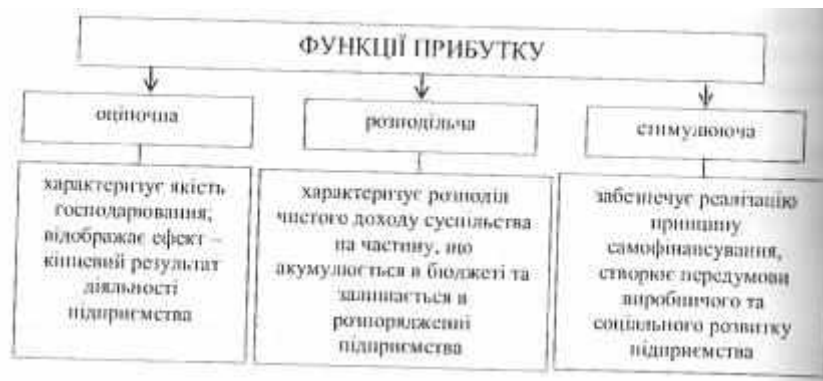 ФУНКЦІЇ ПРИБУТКУ
оціночна
розподільча
стимулююча
характеризує якість
господарювання,
відображає ефект –
кінцевий результат
діяльності
підприємства
характеризує розподіл
чистого доходу суспільства
на частину, що
акумулюється в бюджеті та
залишається в
розпорядженні
підприємства
забезпечує реалізацію
принципу
самофінансування,
створює передумови
виробничого та
соціального розвитку
підприємства